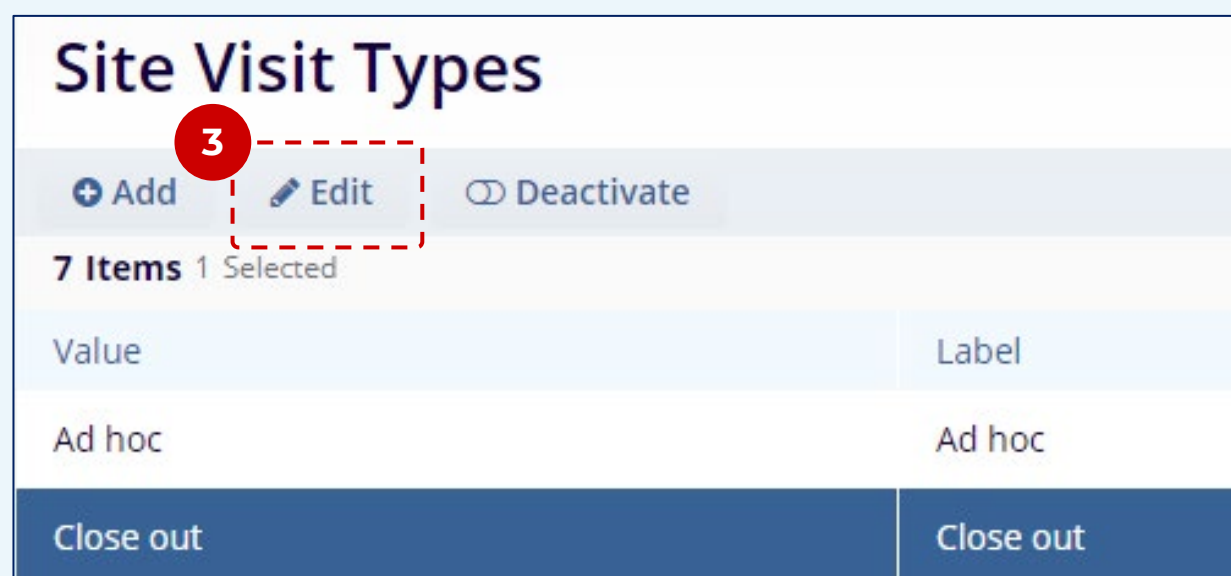 Site Visit Types
3
Add Edit Deactivate
7 Items 1 Selected
Value Label
Ad hoc Ad hoc
Close out Close out